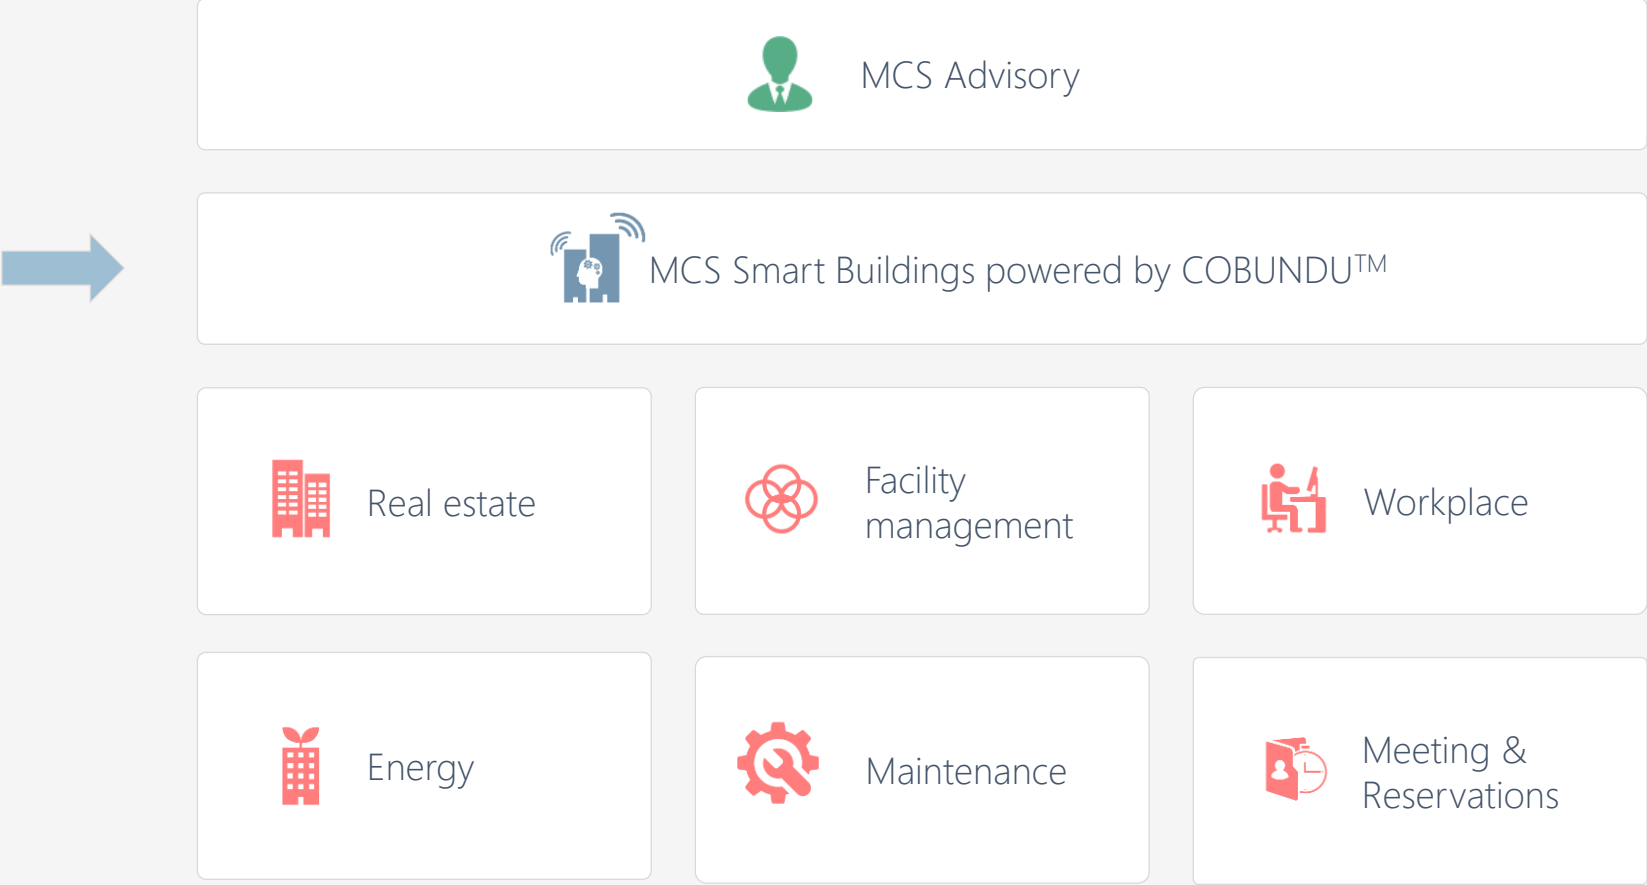 MCS Advisory
MCS Smart Buildings powered by COBUNDU™
Real estate
Facility
management
Workplace
Energy
Maintenance
Meeting &
Reservations